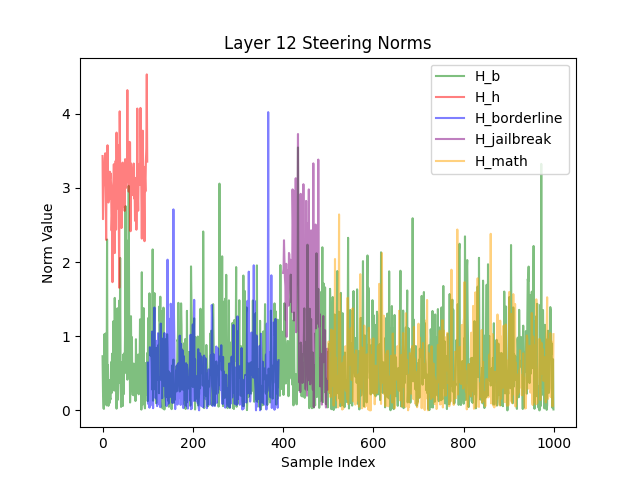 Layer 12 Steering Norms
H_b
H_h
H_borderline
H_jailbreak
H_math
Norm Value
4
3
2
1
0
0 200 400 600 800 1000
Sample Index